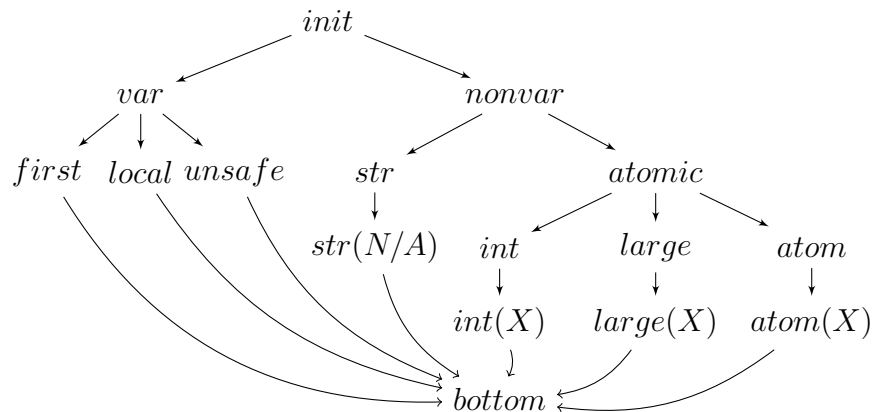 init
var nonvar
first local unsafe str atomic
str(N/A) int large atom
int(X) large(X) atom(X)
bottom